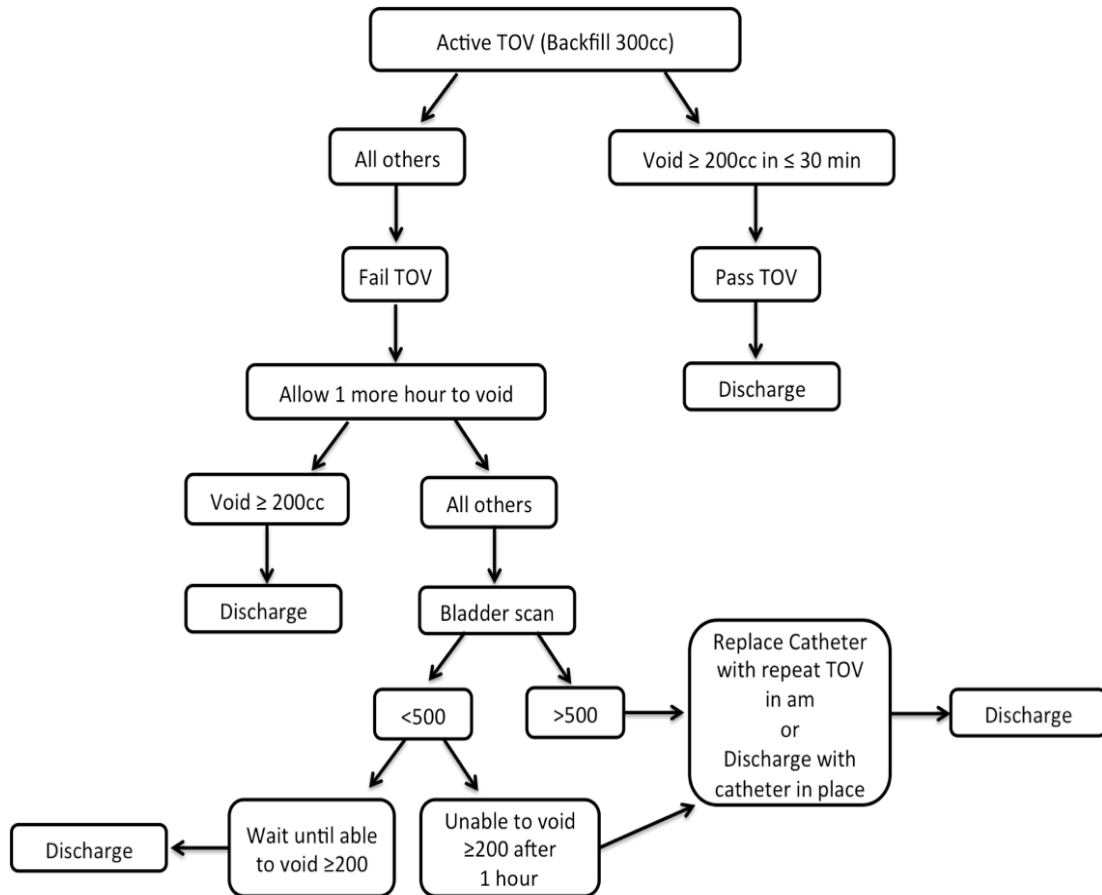 Active TOV (Backfill 300cc)
All others
Void ≥ 200cc in ≤ 30 min
Fail TOV
Pass TOV
Allow 1 more hour to void
Discharge
Void ≥ 200cc
All others
Discharge
Bladder scan
Replace Catheter
with repeat TOV
in am
or
Discharge with
catheter in place
<500
>500
Discharge
Wait until able
to void ≥200
Unable to void
≥200 after
1 hour
Discharge